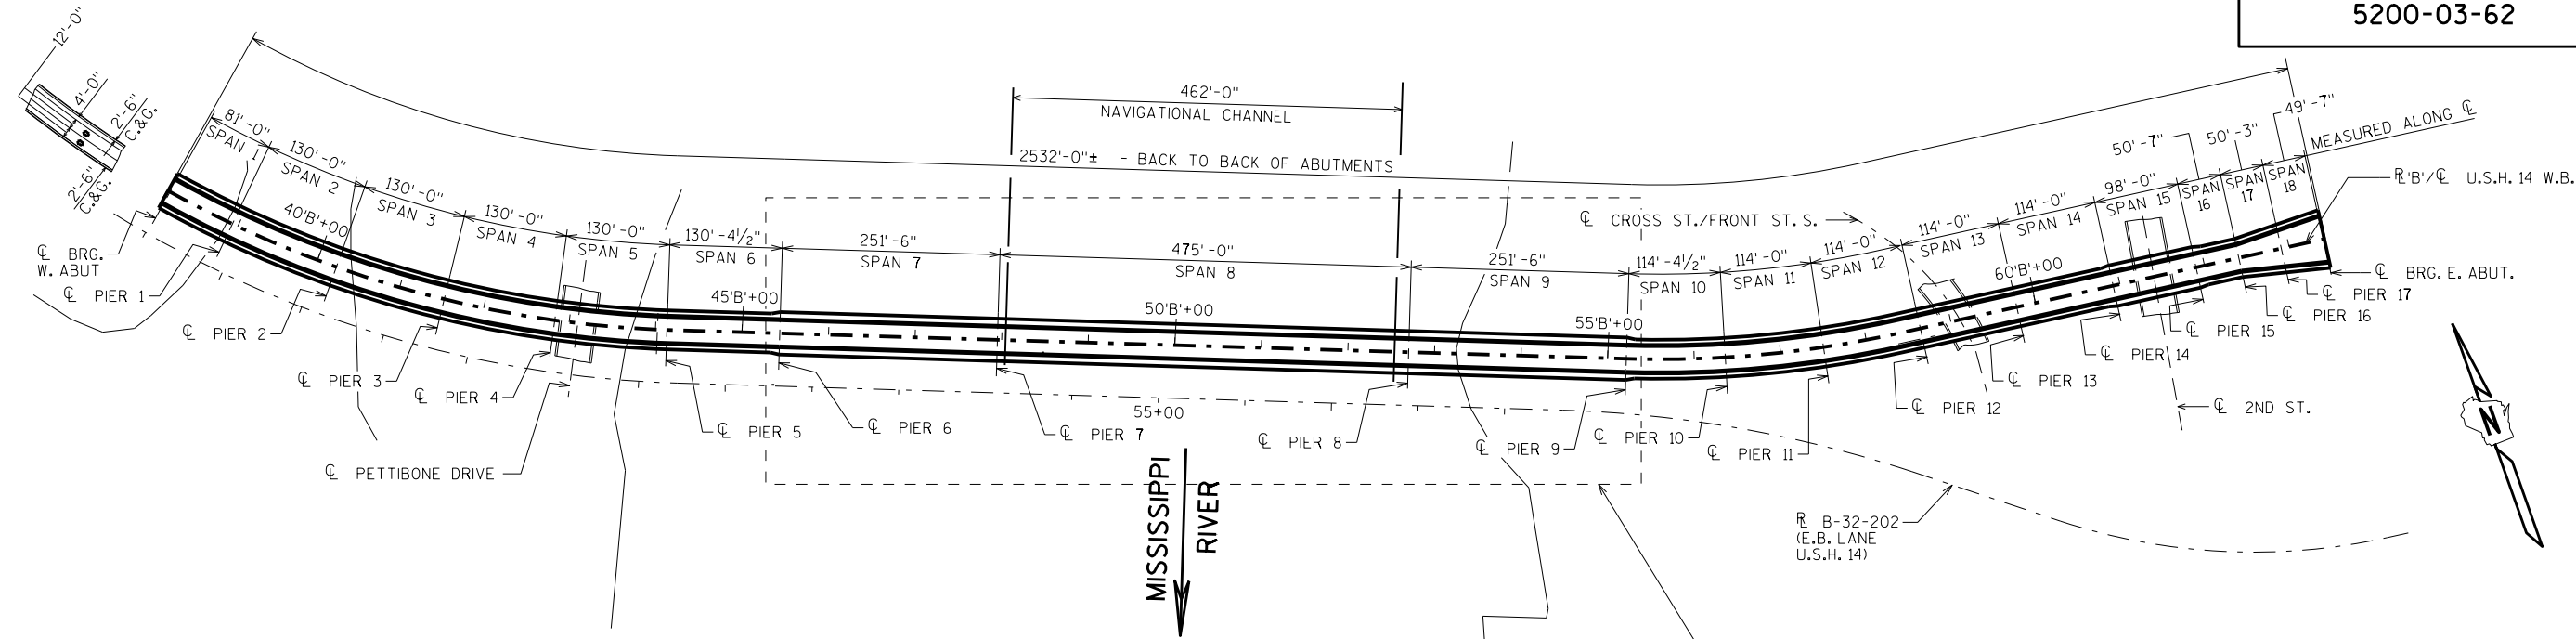 5200-03-62
12'-0"
4'-0"
2'-6"
C.&G.
2'-6"
C.&G.
462'-0"
NAVIGATIONAL CHANNEL
2532'-0"± - BACK TO BACK OF ABUTMENTS
MEASURED ALONG ℄
81'-0"
SPAN 1
130'-0"
SPAN 2
130'-0"
SPAN 3
130'-0"
SPAN 4
130'-0"
SPAN 5
130'-4½"
SPAN 6
251'-6"
SPAN 7
475'-0"
SPAN 8
251'-6"
SPAN 9
114'-4½"
SPAN 10
114'-0"
SPAN 11
114'-0"
SPAN 12
114'-0"
SPAN 13
114'-0"
SPAN 14
98'-0"
SPAN 15
50'-7"
SPAN
16
50'-3"
SPAN
17
49'-7"
SPAN
18
℄ CROSS ST./FRONT ST. S.
RL 'B'/℄ U.S.H. 14 W.B.
40'B'+00
45'B'+00
50'B'+00
55'B'+00
60'B'+00
℄ BRG.
W. ABUT
℄ BRG. E. ABUT.
℄ PIER 1
℄ PIER 2
℄ PIER 3
℄ PIER 4
℄ PIER 5
℄ PIER 6
℄ PIER 7
℄ PIER 8
℄ PIER 9
℄ PIER 10
℄ PIER 11
℄ PIER 12
℄ PIER 13
℄ PIER 14
℄ PIER 15
℄ PIER 16
℄ PIER 17
℄ PETTIBONE DRIVE
℄ 2ND ST.
55+00
MISSISSIPPI
RIVER
RL B-32-202
(E.B. LANE
U.S.H. 14)
N